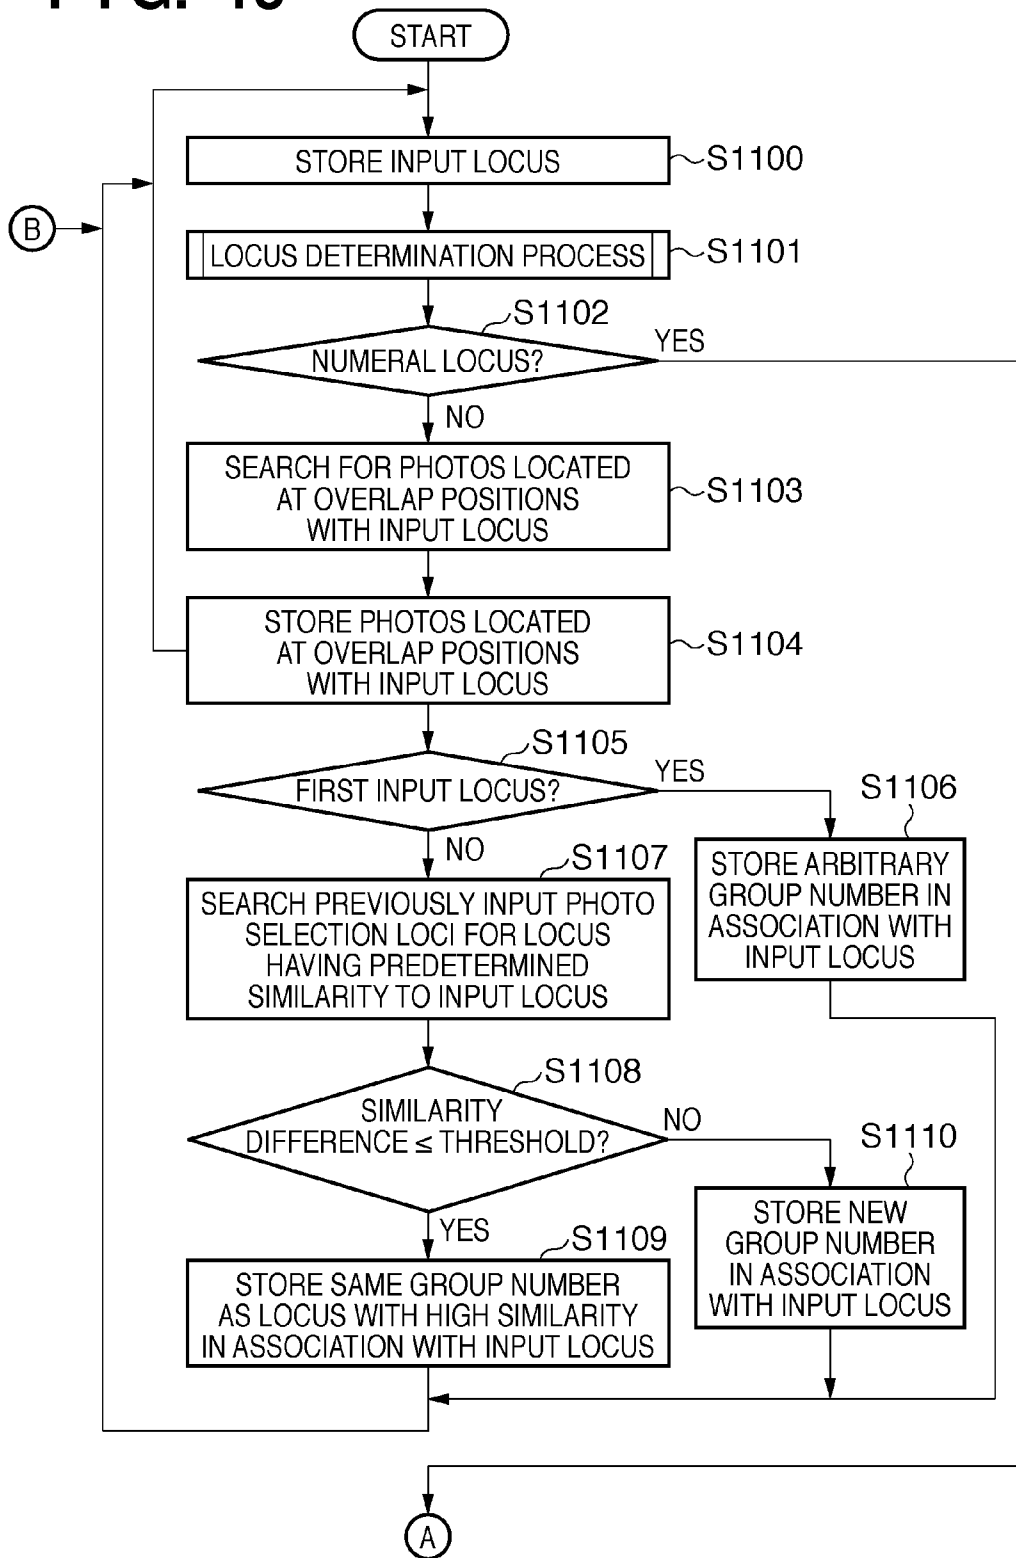 START
STORE INPUT LOCUS
S1100
B
LOCUS DETERMINATION PROCESS
S1101
S1102
NUMERAL LOCUS?
YES
NO
SEARCH FOR PHOTOS LOCATED
AT OVERLAP POSITIONS
WITH INPUT LOCUS
S1103
STORE PHOTOS LOCATED
AT OVERLAP POSITIONS
WITH INPUT LOCUS
S1104
S1105
FIRST INPUT LOCUS?
YES
NO
S1106
STORE ARBITRARY
GROUP NUMBER IN
ASSOCIATION WITH
INPUT LOCUS
S1107
SEARCH PREVIOUSLY INPUT PHOTO
SELECTION LOCI FOR LOCUS
HAVING PREDETERMINED
SIMILARITY TO INPUT LOCUS
S1108
SIMILARITY
DIFFERENCE ≤ THRESHOLD?
NO
YES
S1110
STORE NEW
GROUP NUMBER
IN ASSOCIATION
WITH INPUT LOCUS
S1109
STORE SAME GROUP NUMBER
AS LOCUS WITH HIGH SIMILARITY
IN ASSOCIATION WITH INPUT LOCUS
A